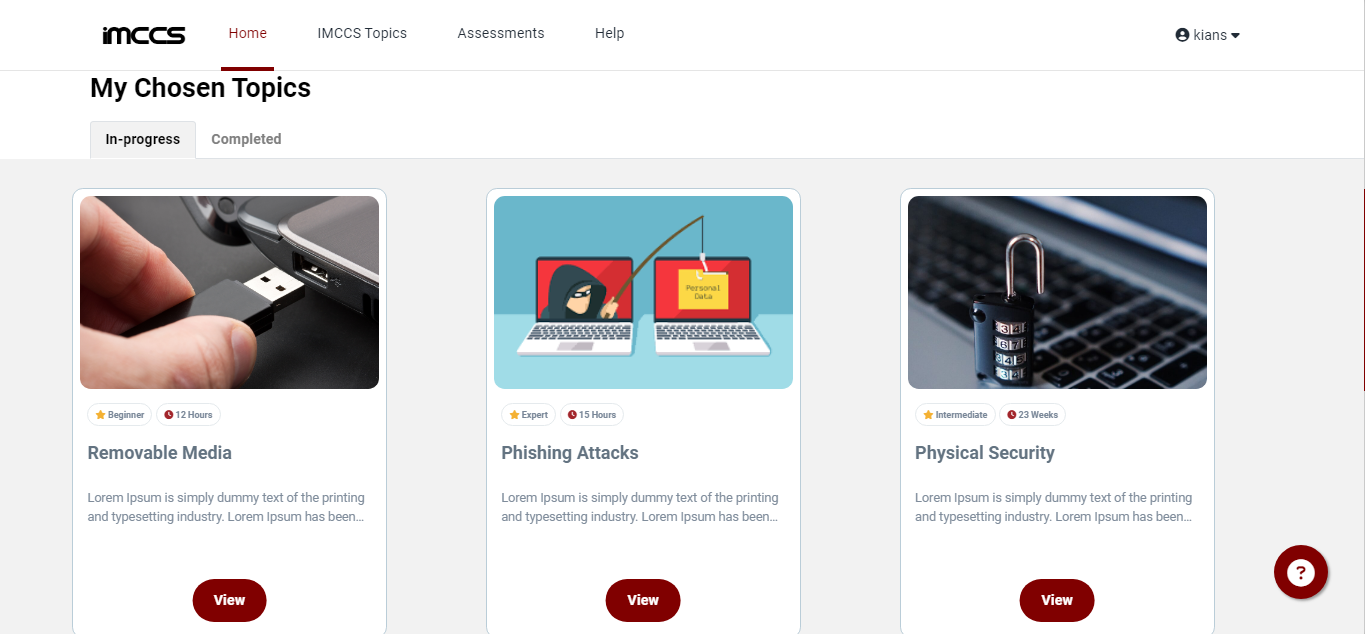 iMCCS
Home
IMCCS Topics
Assessments
Help
kians
My Chosen Topics
In-progress
Completed
Personal
Data
Beginner
12 Hours
Expert
15 Hours
Intermediate
23 Weeks
Removable Media
Phishing Attacks
Physical Security
Lorem Ipsum is simply dummy text of the printing
and typesetting industry. Lorem Ipsum has been...
Lorem Ipsum is simply dummy text of the printing
and typesetting industry. Lorem Ipsum has been...
Lorem Ipsum is simply dummy text of the printing
and typesetting industry. Lorem Ipsum has been...
View
View
View
?